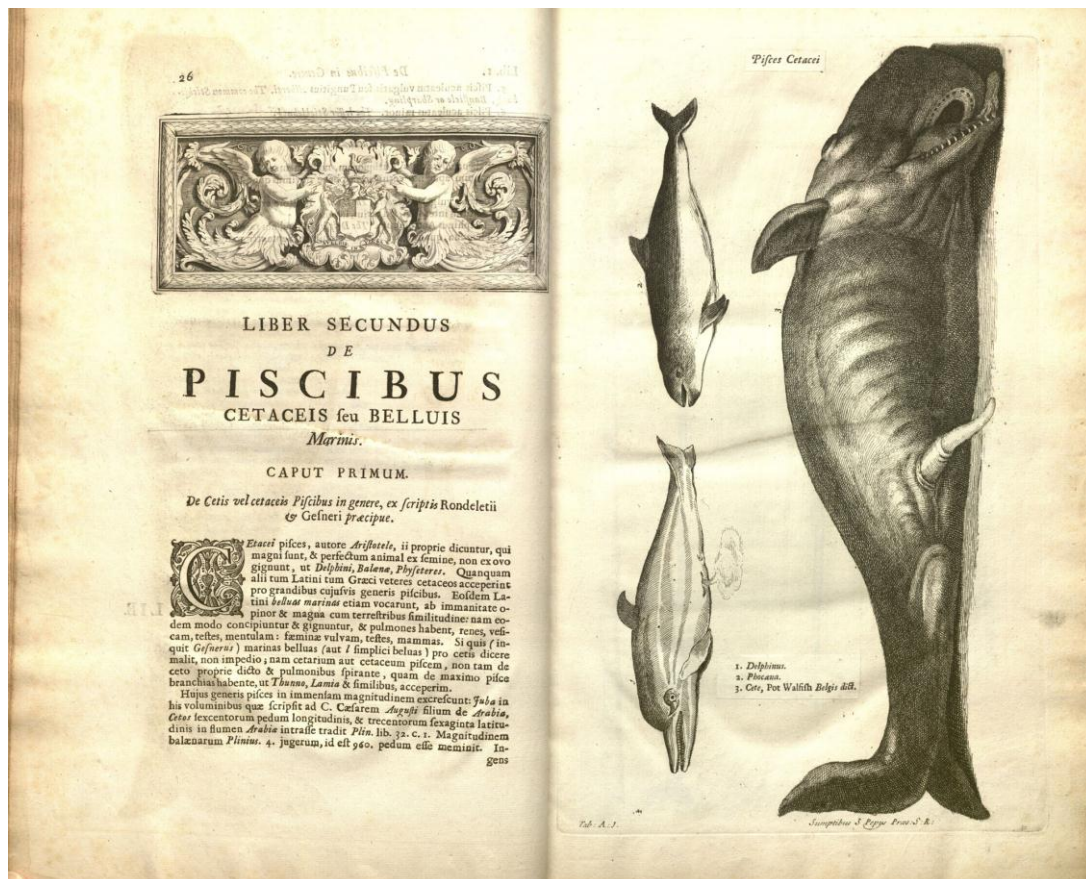 26
LIBER SECUNDUS
DE
PISCIBUS
CETACEIS ſeu BELLUIS
Marinis.
CAPUT PRIMUM.
De Cetis vel cetaceis Piſcibus in genere, ex ſcriptis Rondeletii
& Geſneri præcipue.
CEtacei piſces, autore Ariſtotele, ii proprie dicuntur, qui
magni ſunt, & perfectum animal ex ſemine, non ex ovo
gignunt, ut Delphini, Balænæ, Phyſeteres. Quanquam
alii tum Latini tum Græci veteres cetaceos acceperint
pro grandibus cujuſvis generis piſcibus. Eoſdem La-
tini belluas marinas etiam vocarunt, ab immanitate o-
pinor & magna cum terreſtribus ſimilitudine: nam eo-
dem modo concipiuntur & gignuntur, & pulmones habent, renes, veſi-
cam, teſtes, mentulam: fæminæ vulvam, teſtes, mammas. Si quis (in-
quit Geſnerus) marinas belluas (aut l ſimplici beluas) pro cetis dicere
malit, non impedio; nam cetarium aut cetaceum piſcem, non tam de
ceto proprie dicto & pulmonibus ſpirante, quam de maximo piſce
branchias habente, ut Thunno, Lamia & ſimilibus, acceperim.
Hujus generis piſces in immenſam magnitudinem excreſcunt: Juba in
his voluminibus quæ ſcripſit ad C. Cæſarem Auguſti filium de Arabia,
Cetos ſexcentorum pedum longitudinis, & trecentorum ſexaginta latitu-
dinis in flumen Arabiæ intraſſe tradit Plin. lib. 32. c. 1. Magnitudinem
balænarum Plinius. 4. jugerum, id eſt 960. pedum eſſe meminit. In-
gens
Piſces Cetacei
2
3
1. Delphinus.
2. Phocæna.
3. Cete, Pot Walfiſh Belgis dict.
Tab. A. 1.
Sumptibus S. Pepys Præs. S. R.